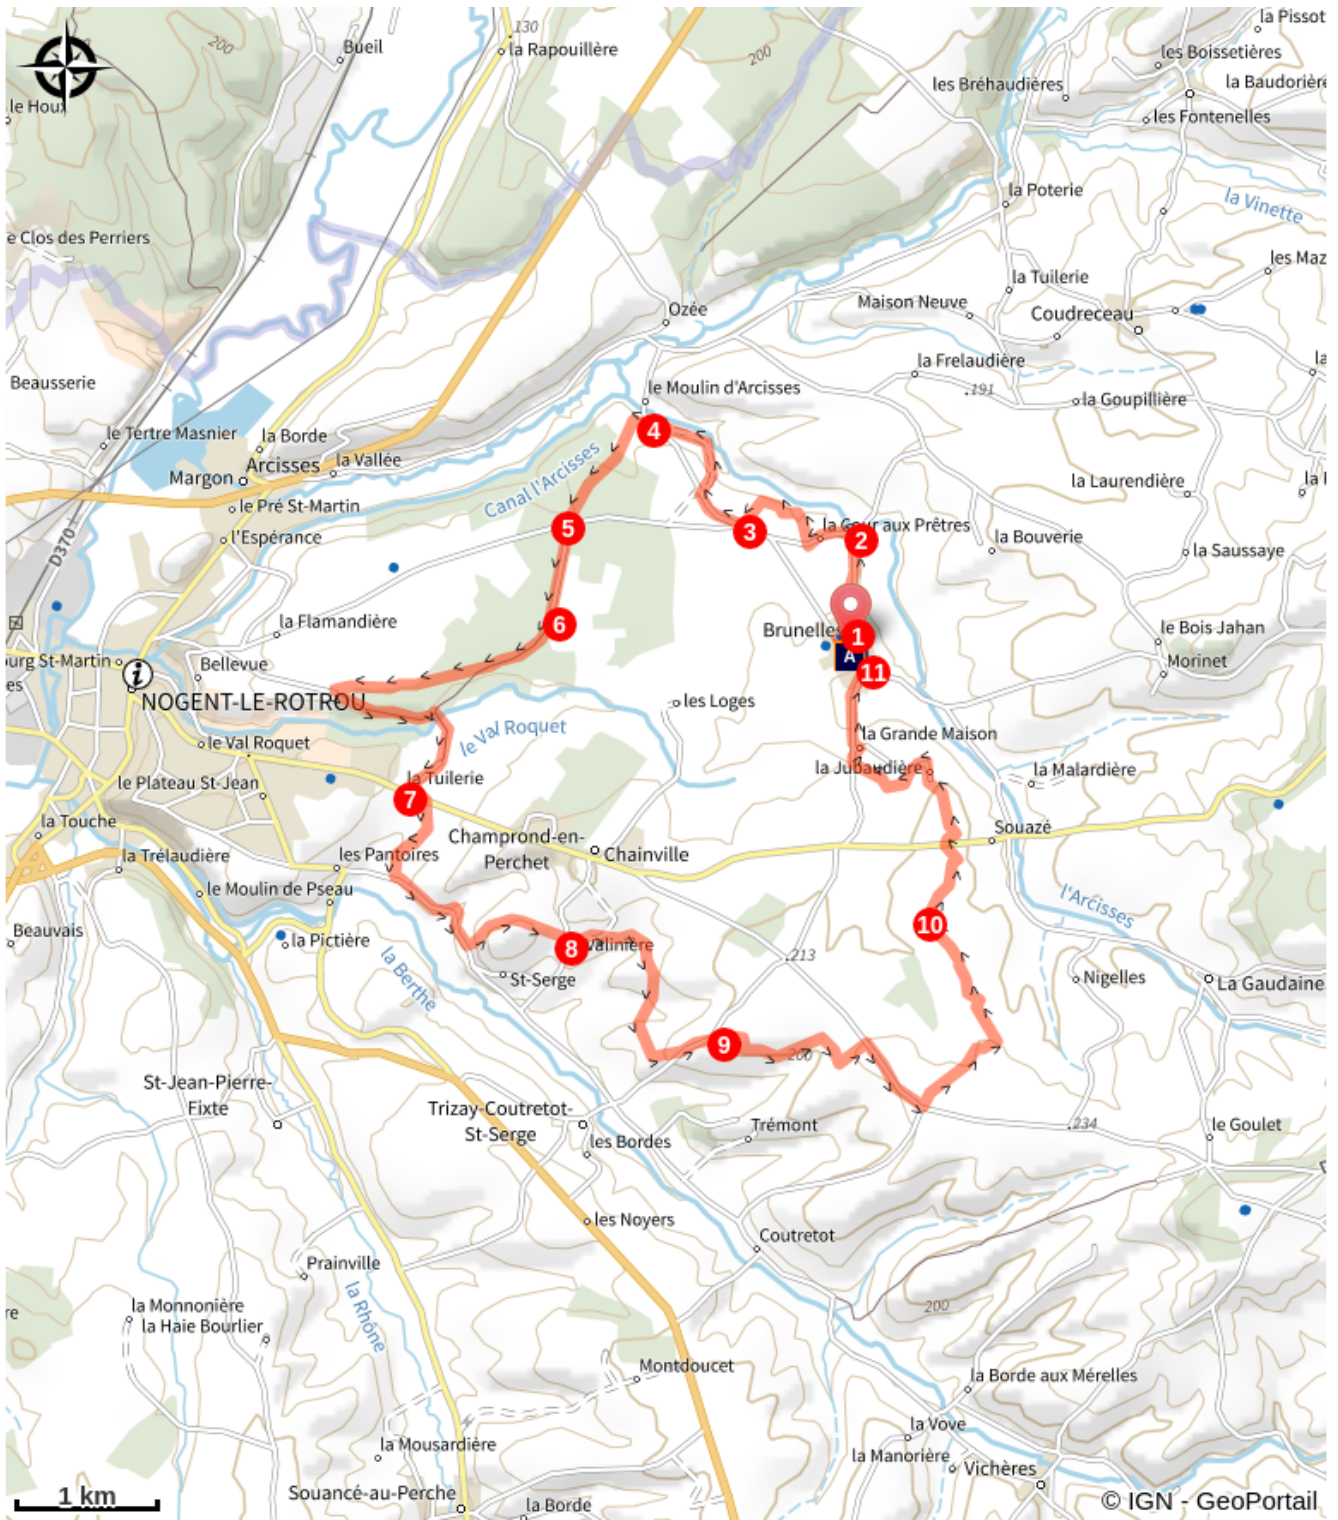 130
la Pissot
200
Bueil
la Rapouillère
200
les Boissetières
les Bréhaudières
la Baudorière
le Houx
les Fontenelles
la Poterie
la Vinette
e Clos des Perriers
les Maz
la Tuilerie
Maison Neuve
Ozée
Coudreceau
la Frelaudière
la
Beausserie
le Moulin d'Arcisses
191
la Goupillière
le Tertre Masnier
la Borde
4
Arcisses
la Vallée
Margon
Canal l'Arcisses
la Laurendière
le Pré St-Martin
5
3
la Cour aux Prêtres
l'Espérance
2
la Bouverie
la Saussaye
D370
la Flamandière
6
Brunelles
1
le Bois Jahan
ourg St-Martin
Bellevue
A
Morinet
es
11
NOGENT-LE-ROTROU
les Loges
le Val Roquet
le Val Roquet
la Grande Maison
la Jubaudière
la Malardière
le Plateau St-Jean
la Tuilerie
7
la Touche
Champrond-en-
Perchet
Souazé
la Trélaudière
les Pantoires
Chainville
le Moulin de Pseau
l'Arcisses
Beauvais
la Pictière
10
8
Valinière
213
la Berthe
St-Serge
Nigelles
La Gaudaine
9
200
St-Jean-Pierre-
Fixte
Trizay-Coutretot-
St-Serge
les Bordes
Trémont
234
le Goulet
les Noyers
Coutretot
Prainville
la Rhône
la Monnonière
la Haie Bourlier
re
200
Montdoucet
la Borde aux Mérelles
la Vove
la Mousardière
la Manorière
Vichères
Souancé-au-Perche
la Borde
1 km
© IGN - GeoPortail